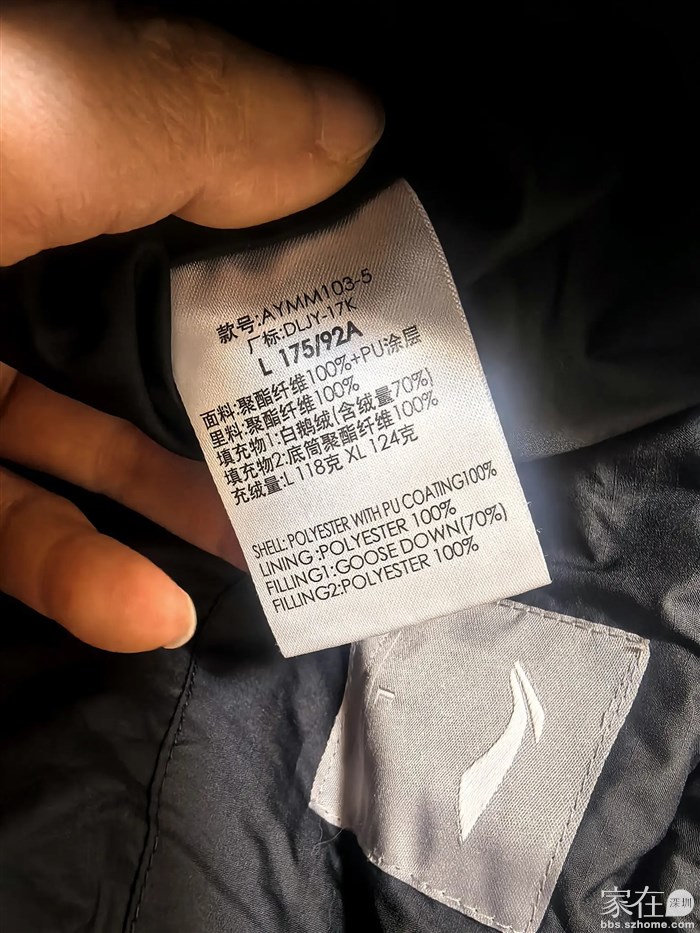 款号:AYMM103-5
厂标:DLJY-17K
L 175/92A
面料:聚酯纤维100%+PU涂层
里料:聚酯纤维100%
填充物1:白鹅绒(含绒量70%)
填充物2:底筒聚酯纤维100%
充绒量:L 118克 XL 124克
SHELL:POLYESTER WITH PU COATING100%
LINING :POLYESTER 100%
FILLING1:GOOSE DOWN(70%)
FILLING2:POLYESTER 100%
L
家在深圳
bbs.szhome.com